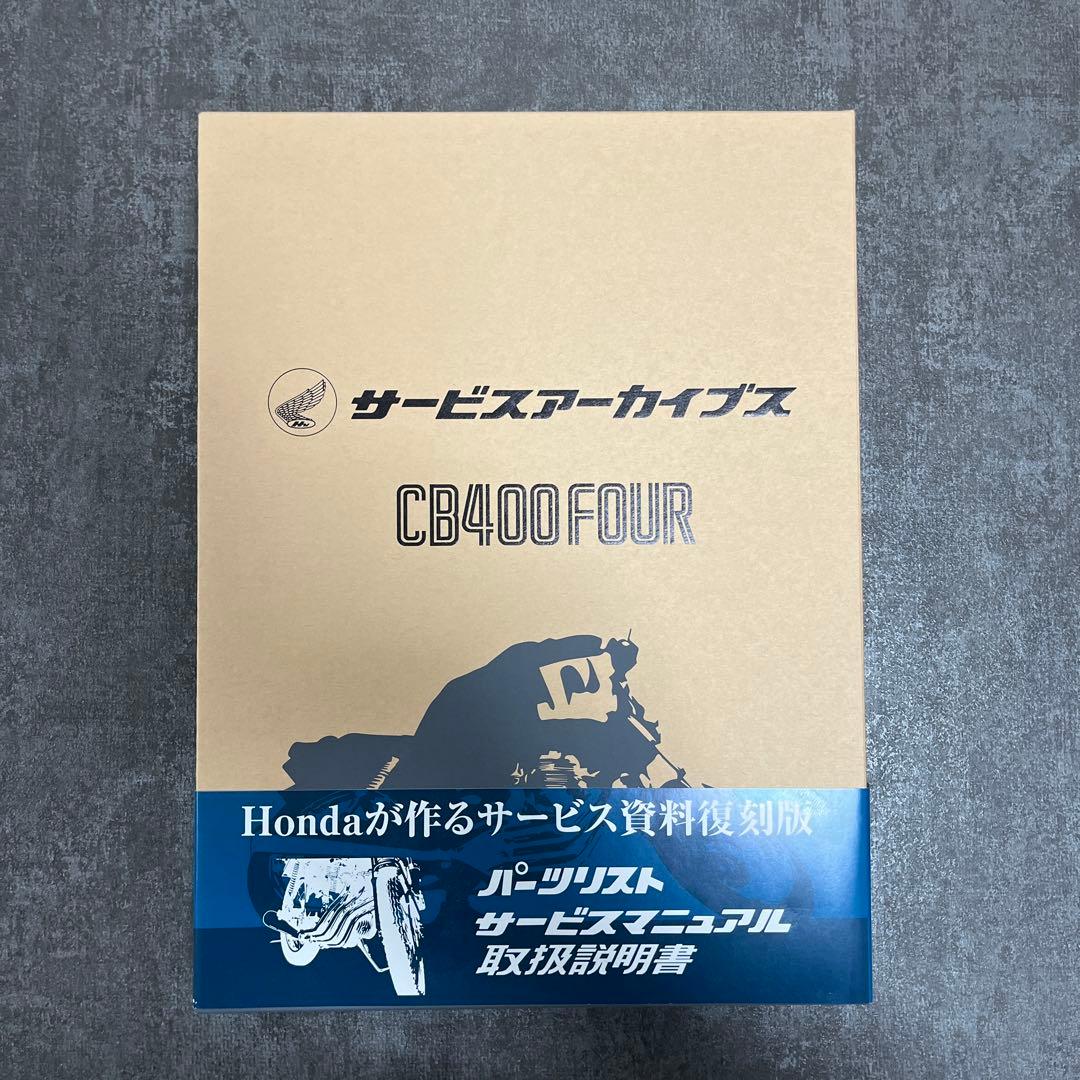 サービスアーカイブス
CB400 FOUR
Hondaが作るサービス資料復刻版
パーツリスト
サービスマニュアル
取扱説明書